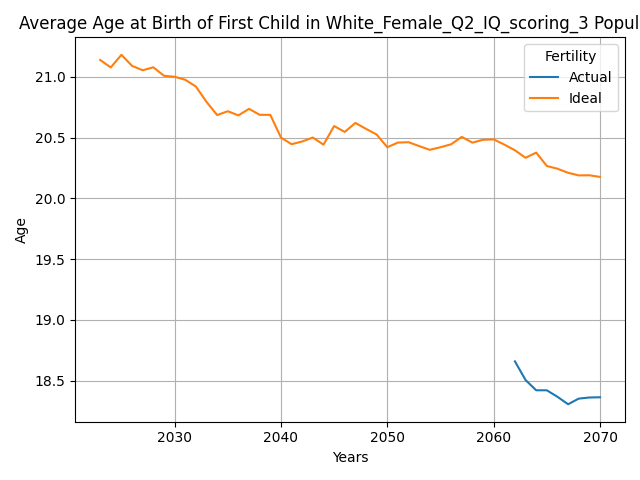 Average Age at Birth of First Child in White_Female_Q2_IQ_scoring_3 Popul
Fertility
Actual
Ideal
21.0
20.5
20.0
19.5
19.0
18.5
Age
2030 2040 2050 2060 2070
Years